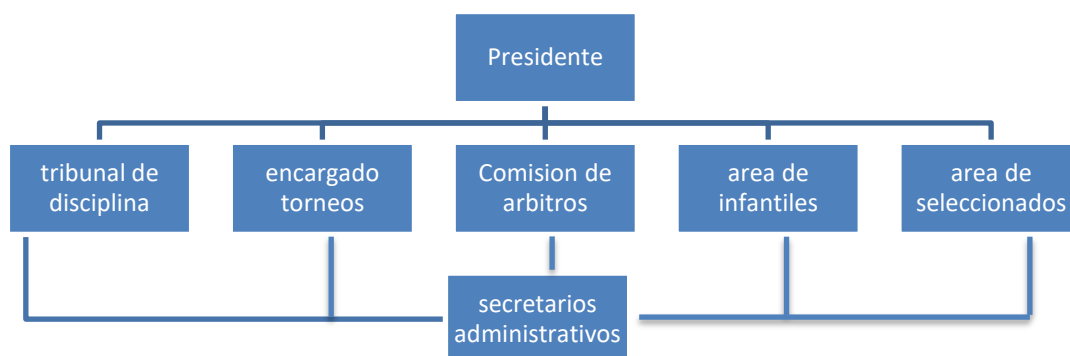 Presidente
tribunal de
disciplina
encargado
torneos
Comision de
arbitros
area de
infantiles
area de
seleccionados
secretarios
administrativos